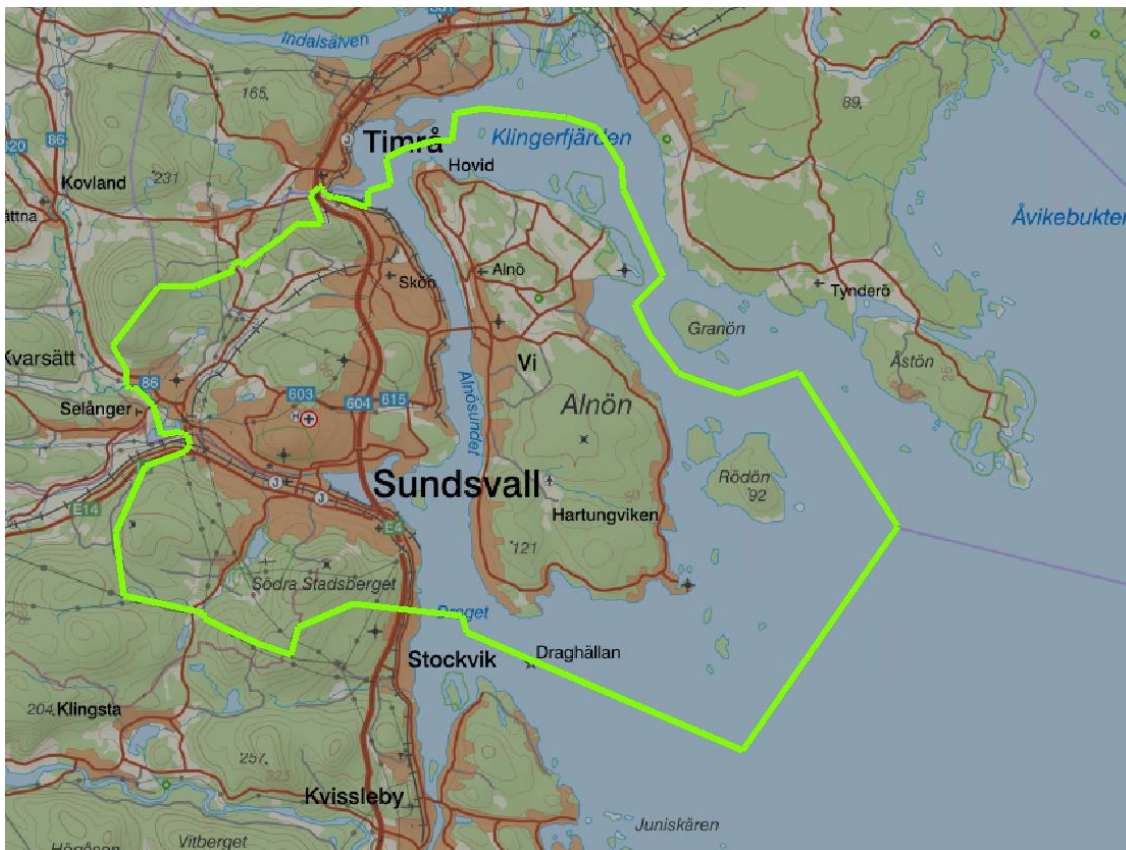 Indalsälven
165
89
86
J
Timrå
Klingerfjärden
Hovid
Kovland
231
Åvikebukten
Skön
Alnö
Tynderö
Granön
Kvarsätt
Vi
Åstön
86
603
604
615
Alnösundet
Alnön
Selånger
H
Sundsvall
Rödön
92
J
J
50
E14
Hartungviken
E4
121
Södra Stadsberget
Draget
Stockvik
Draghällan
204
Klingsta
257
Kvissleby
Juniskären
Vitberget
Högåsen